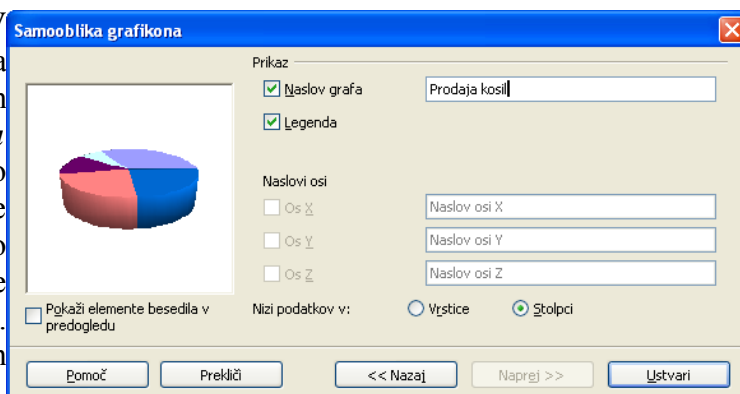 Samooblika grafikona
Prikaz
Naslov grafa Prodaja kosil
Legenda
Naslovi osi
Os X Naslov osi X
Os Y Naslov osi Y
Os Z Naslov osi Z
Pokaži elemente besedila v predogledu
Nizi podatkov v: Vrstice Stolpci
Pomoč Prekliči << Nazaj Naprej >> Ustvari